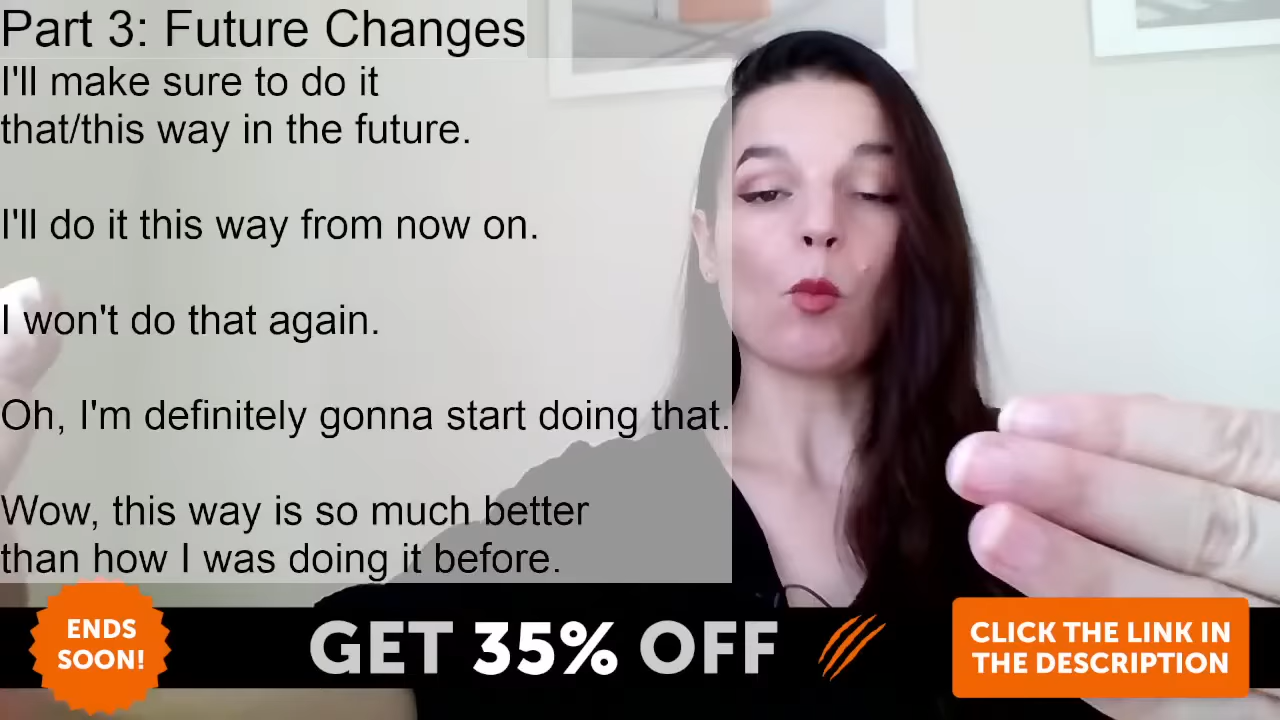 Part 3: Future Changes
I'll make sure to do it
that/this way in the future.
I'll do it this way from now on.
I won't do that again.
Oh, I'm definitely gonna start doing that.
Wow, this way is so much better
than how I was doing it before.
ENDS
SOON!
GET 35% OFF
CLICK THE LINK IN
THE DESCRIPTION